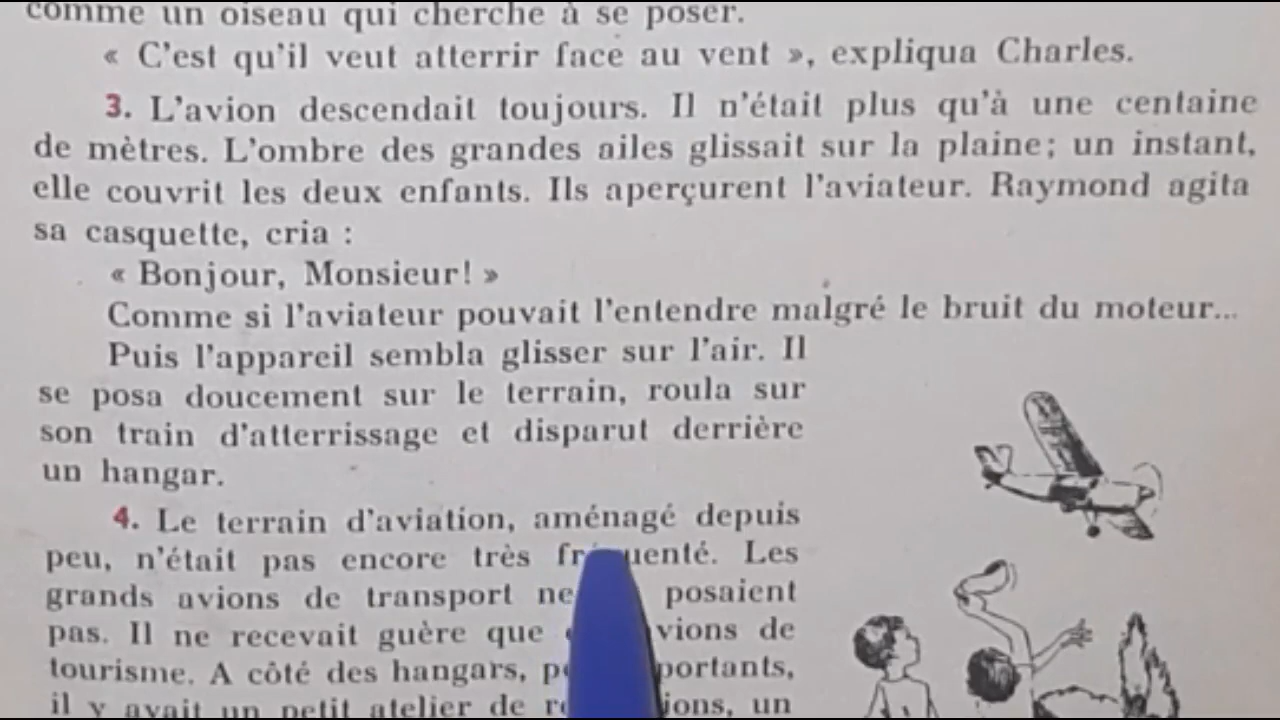 comme un oiseau qui cherche à se poser.
« C'est qu'il veut atterrir face au vent », expliqua Charles.
3. L'avion descendait toujours. Il n'était plus qu'à une centaine
de mètres. L'ombre des grandes ailes glissait sur la plaine; un instant,
elle couvrit les deux enfants. Ils aperçurent l'aviateur. Raymond agita
sa casquette, cria :
« Bonjour, Monsieur! »
Comme si l'aviateur pouvait l'entendre malgré le bruit du moteur...
Puis l'appareil sembla glisser sur l'air. Il
se posa doucement sur le terrain, roula sur
son train d'atterrissage et disparut derrière
un hangar.
4. Le terrain d'aviation, aménagé depuis
peu, n'était pas encore très fréquenté. Les
grands avions de transport ne posaient
pas. Il ne recevait guère que de
tourisme. A côté des hangars,
il y avait un petit atelier de un